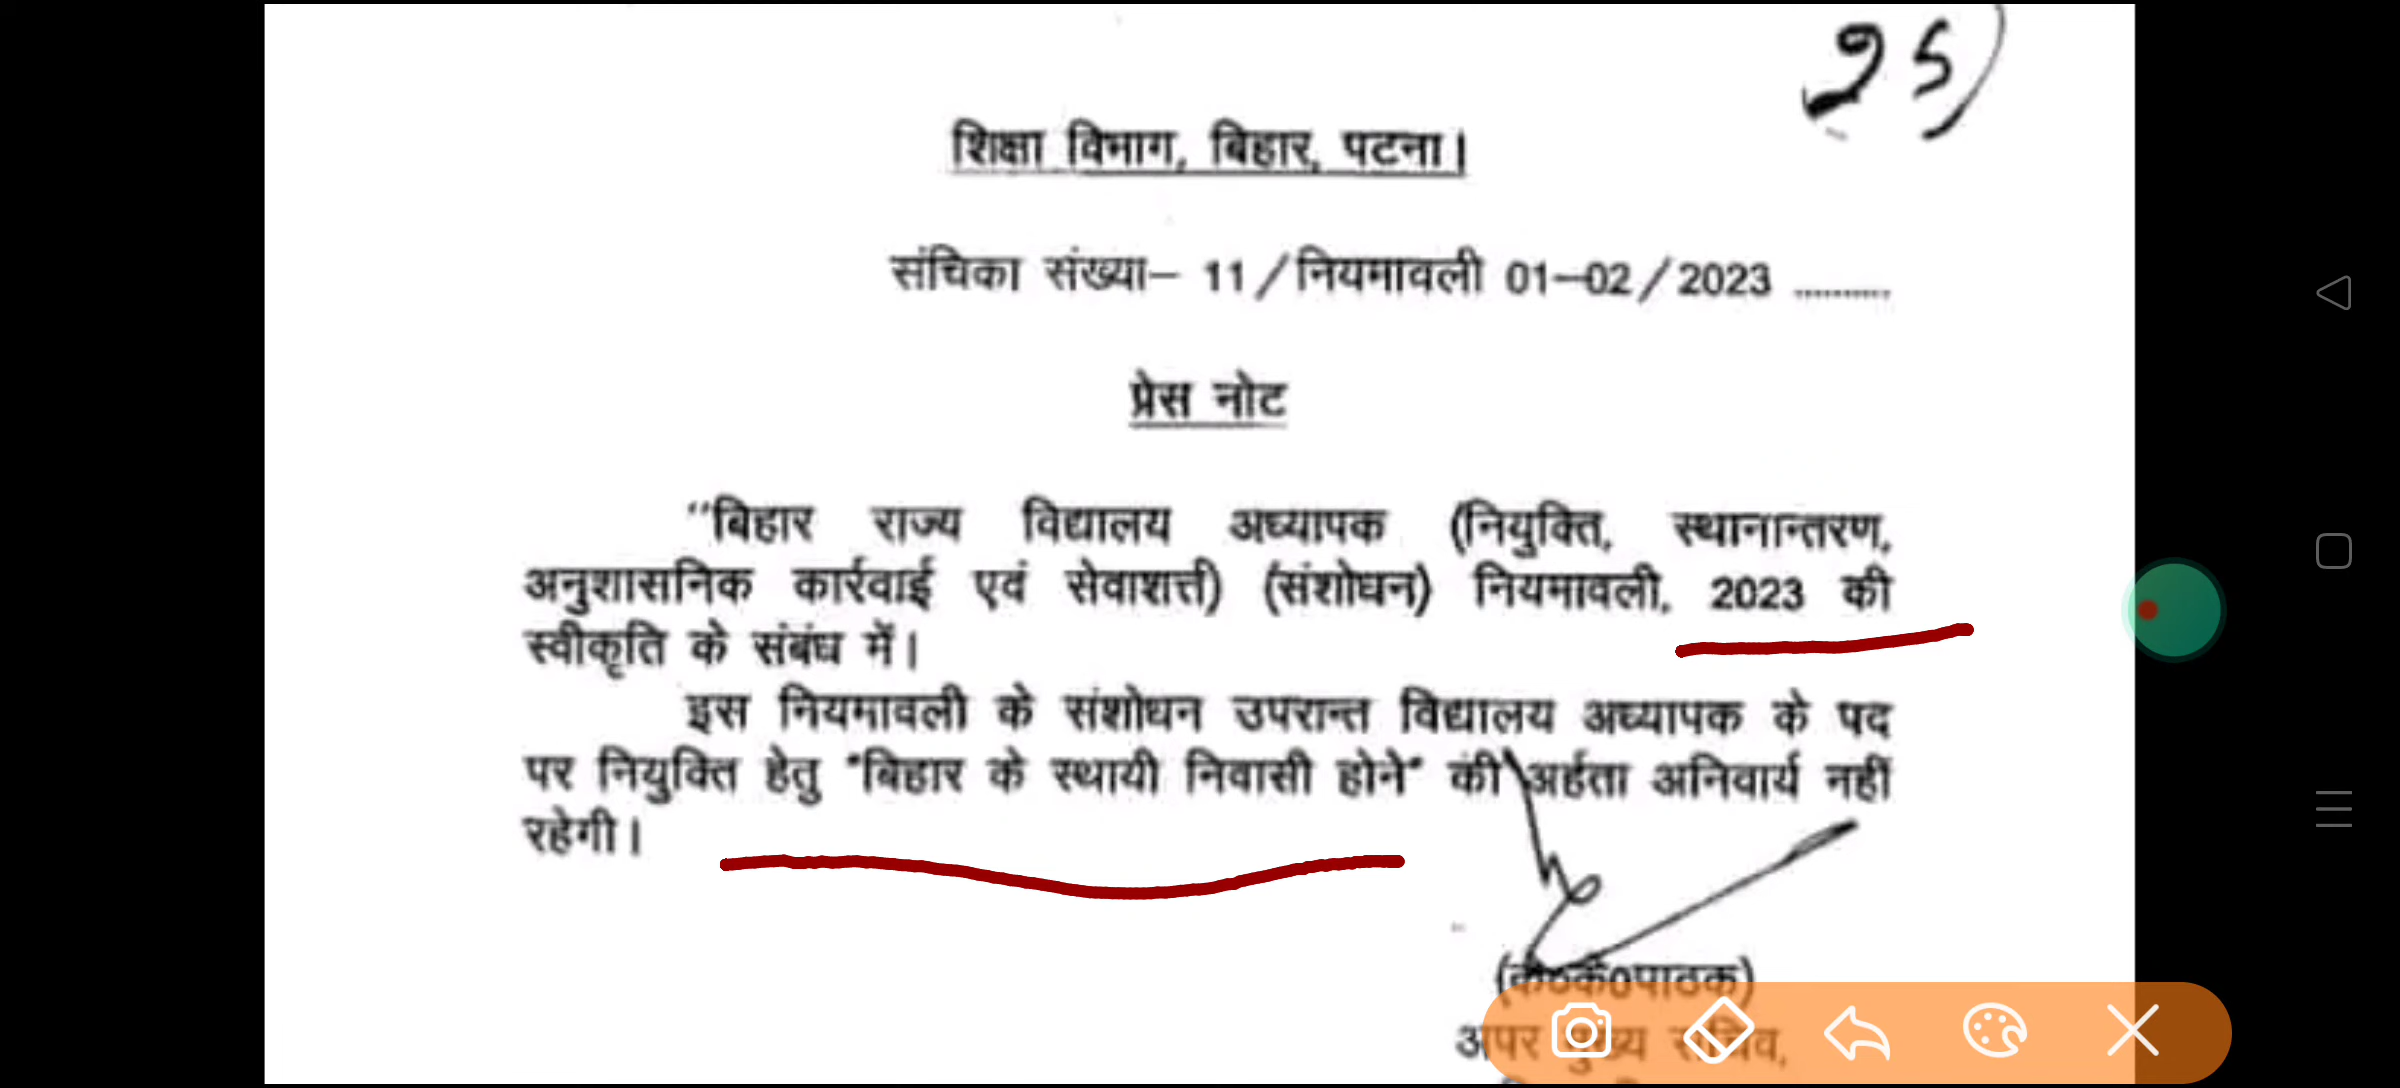 25
शिक्षा विभाग, बिहार, पटना।
संचिका संख्या– 11/नियमावली 01–02/2023 ..........
प्रेस नोट
"बिहार राज्य विद्यालय अध्यापक (नियुक्ति, स्थानान्तरण,
अनुशासनिक कार्रवाई एवं सेवाशर्त्त) (संशोधन) नियमावली, 2023 की
स्वीकृति के संबंध में।
इस नियमावली के संशोधन उपरान्त विद्यालय अध्यापक के पद
पर नियुक्ति हेतु "बिहार के स्थायी निवासी होने" की अर्हता अनिवार्य नहीं
रहेगी।
(के०के०पाठक)
अपर मुख्य सचिव,